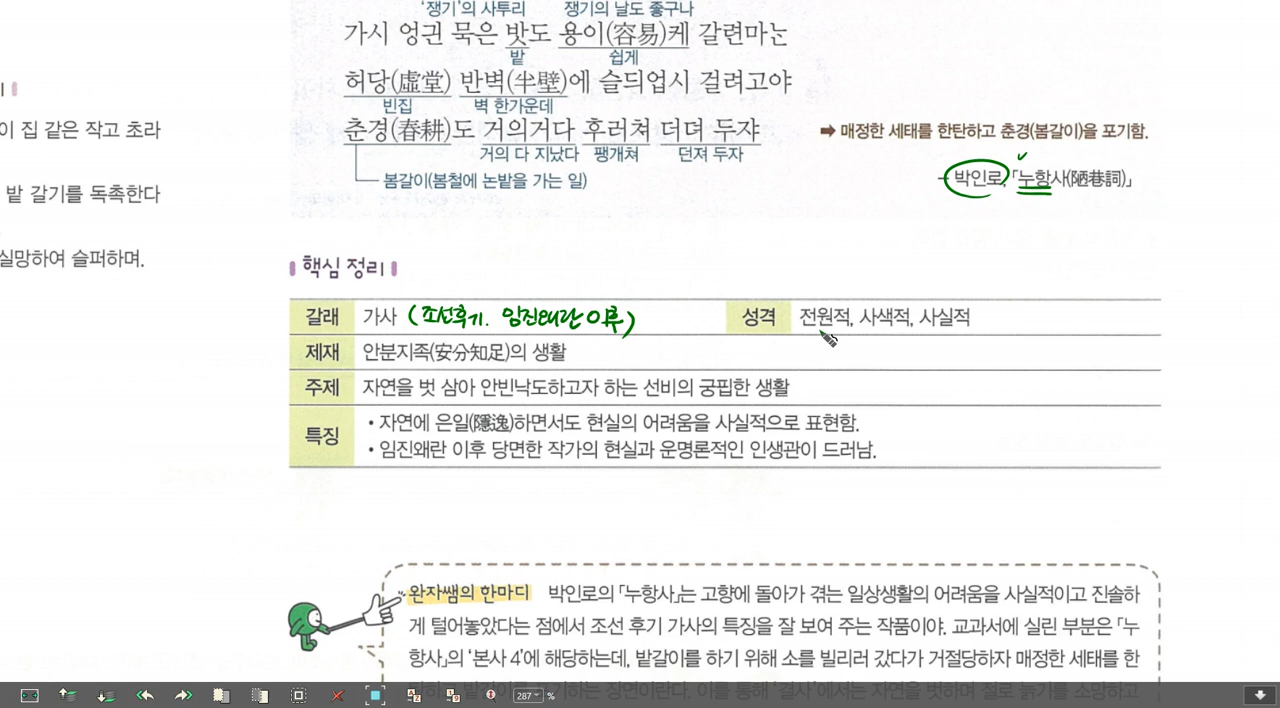 '쟁기'의 사투리 쟁기의 날도 좋구나
가시 엉긘 묵은 밧도 용이(容易)케 갈련마는
밭 쉽게
허당(虛堂) 반벽(半壁)에 슬듸업시 걸려고야
빈집 벽 한가운데
춘경(春耕)도 거의거다 후러쳐 더뎌 두쟈
거의 다 지났다 팽개쳐 던져 두자
봄갈이(봄철에 논밭을 가는 일)
➡ 매정한 세태를 한탄하고 춘경(봄갈이)을 포기함.
- 박인로, 「누항사(陋巷詞)」
이 집 같은 작고 초라
밭 갈기를 독촉한다
실망하여 슬퍼하며.
핵심 정리
갈래 가사 (조선후기. 임진왜란 이후) 성격 전원적, 사색적, 사실적
제재 안분지족(安分知足)의 생활
주제 자연을 벗 삼아 안빈낙도하고자 하는 선비의 궁핍한 생활
특징 • 자연에 은일(隱逸)하면서도 현실의 어려움을 사실적으로 표현함.
• 임진왜란 이후 당면한 작가의 현실과 운명론적인 인생관이 드러남.
완자쌤의 한마디 박인로의 「누항사」는 고향에 돌아가 겪는 일상생활의 어려움을 사실적이고 진솔하
게 털어놓았다는 점에서 조선 후기 가사의 특징을 잘 보여 주는 작품이야. 교과서에 실린 부분은 「누
항사」의 '본사 4'에 해당하는데, 밭갈이를 하기 위해 소를 빌리러 갔다가 거절당하자 매정한 세태를 한
287 %